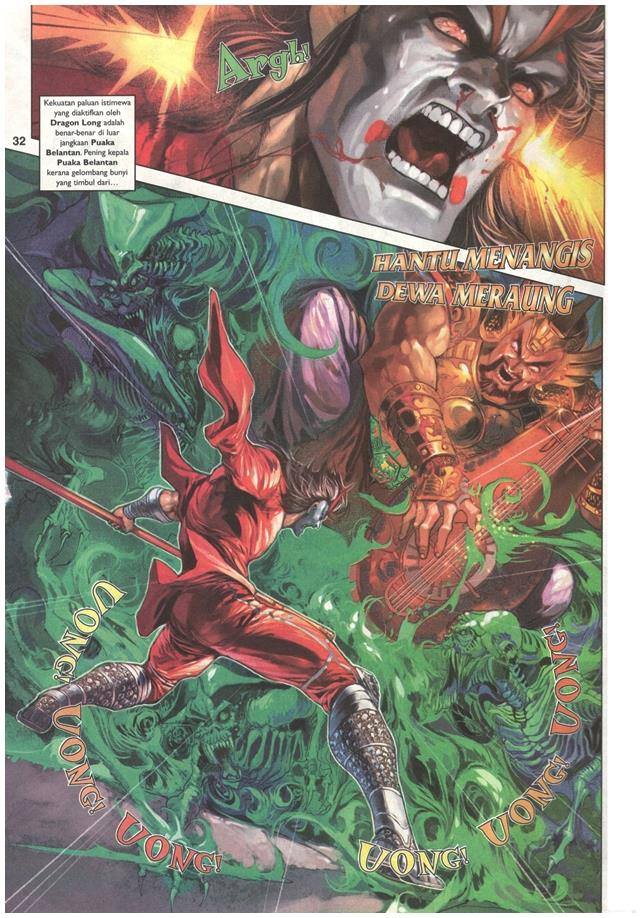 Argh!
Kekuatan paluan istimewa
yang diaktifkan oleh
Dragon Long adalah
benar-benar di luar
jangkaan Puaka
Belantan. Pening kepala
Puaka Belantan
kerana gelombang bunyi
yang timbul dari...
32
HANTU MENANGIS
DEWA MERAUNG
UONG!
UONG!
UONG!
UONG!
UONG!
UONG!